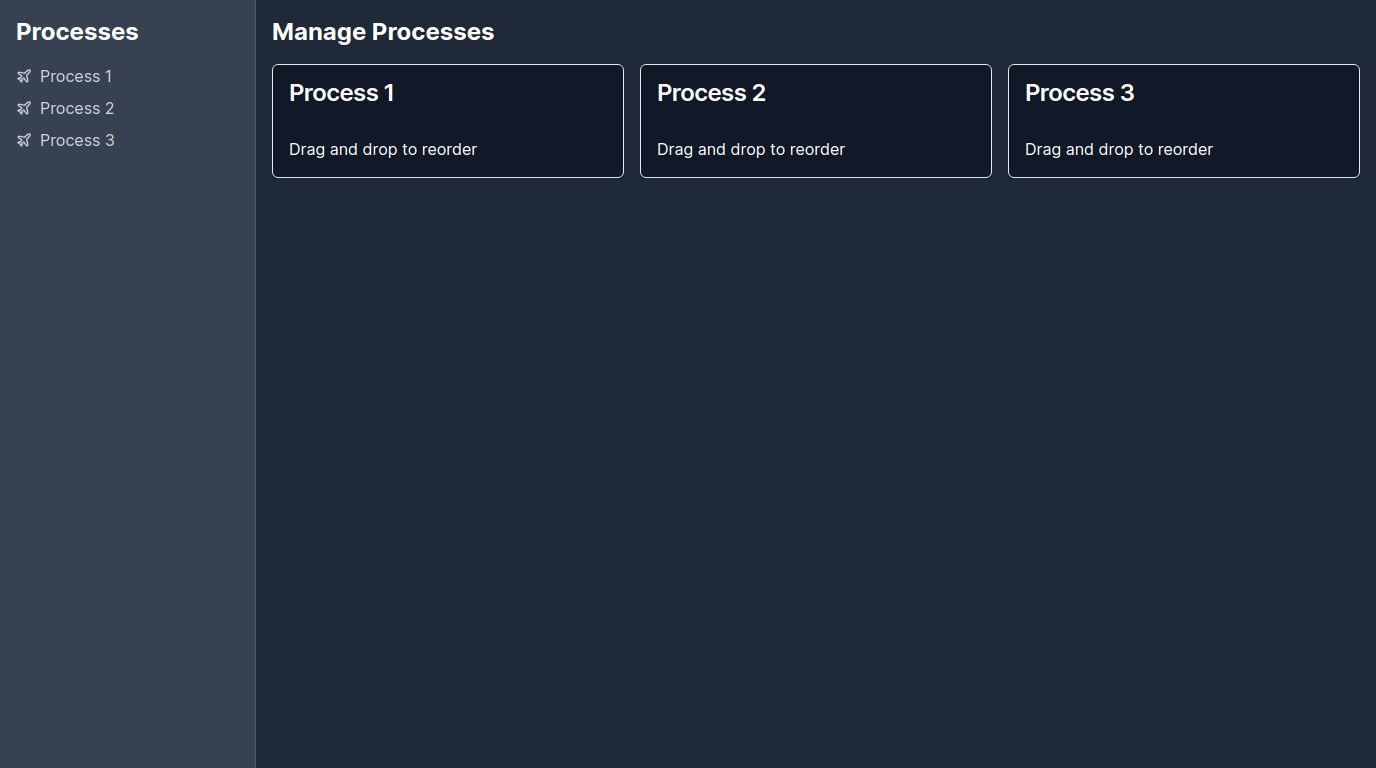 Processes
Process 1
Process 2
Process 3
Manage Processes
Process 1
Drag and drop to reorder
Process 2
Drag and drop to reorder
Process 3
Drag and drop to reorder